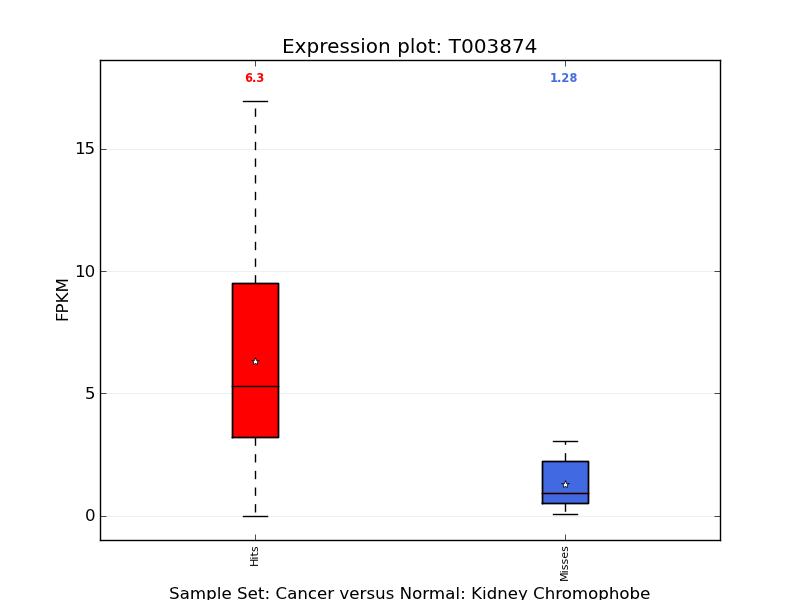 Expression plot: T003874
6.3
1.28
15
10
5
0
FPKM
Hits
Misses
Sample Set: Cancer versus Normal: Kidney Chromophobe